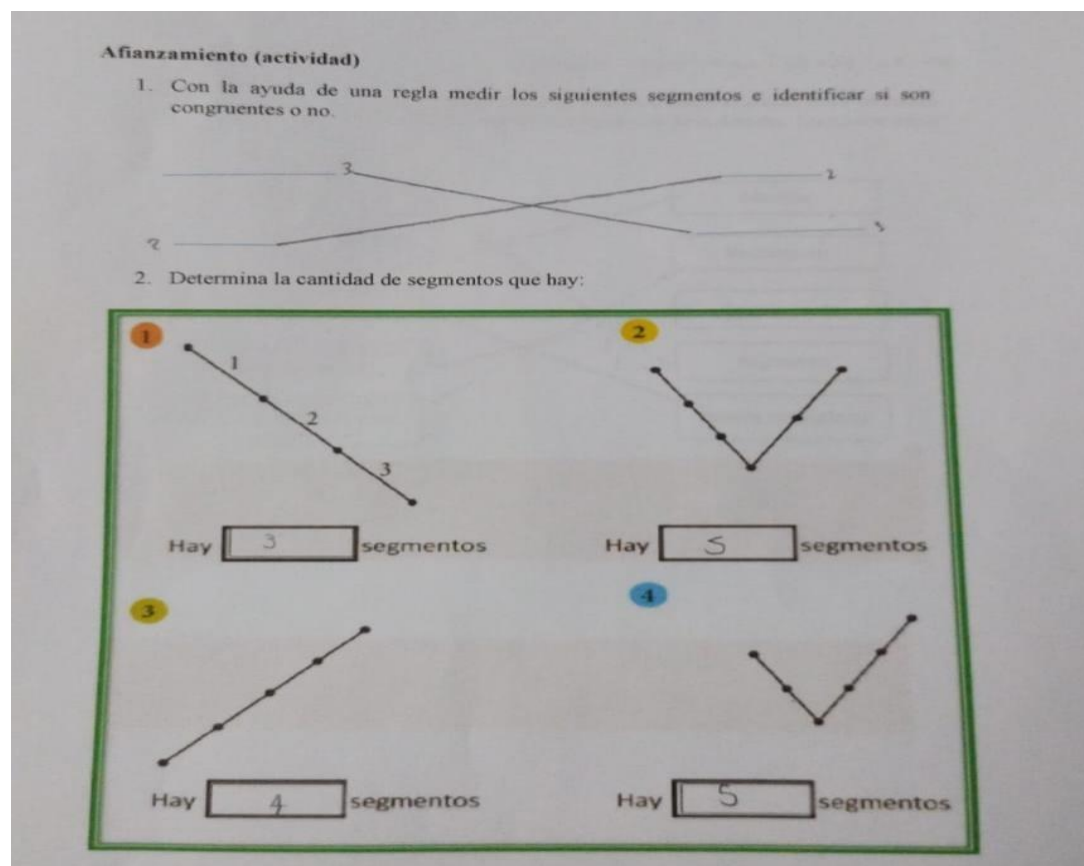 Afianzamiento (actividad)
1. Con la ayuda de una regla medir los siguientes segmentos e identificar si son
congruentes o no.
3 2
2 3
2. Determina la cantidad de segmentos que hay:
1 2
1
2
3
Hay 3 segmentos Hay 5 segmentos
3 4
Hay 4 segmentos Hay 5 segmentos